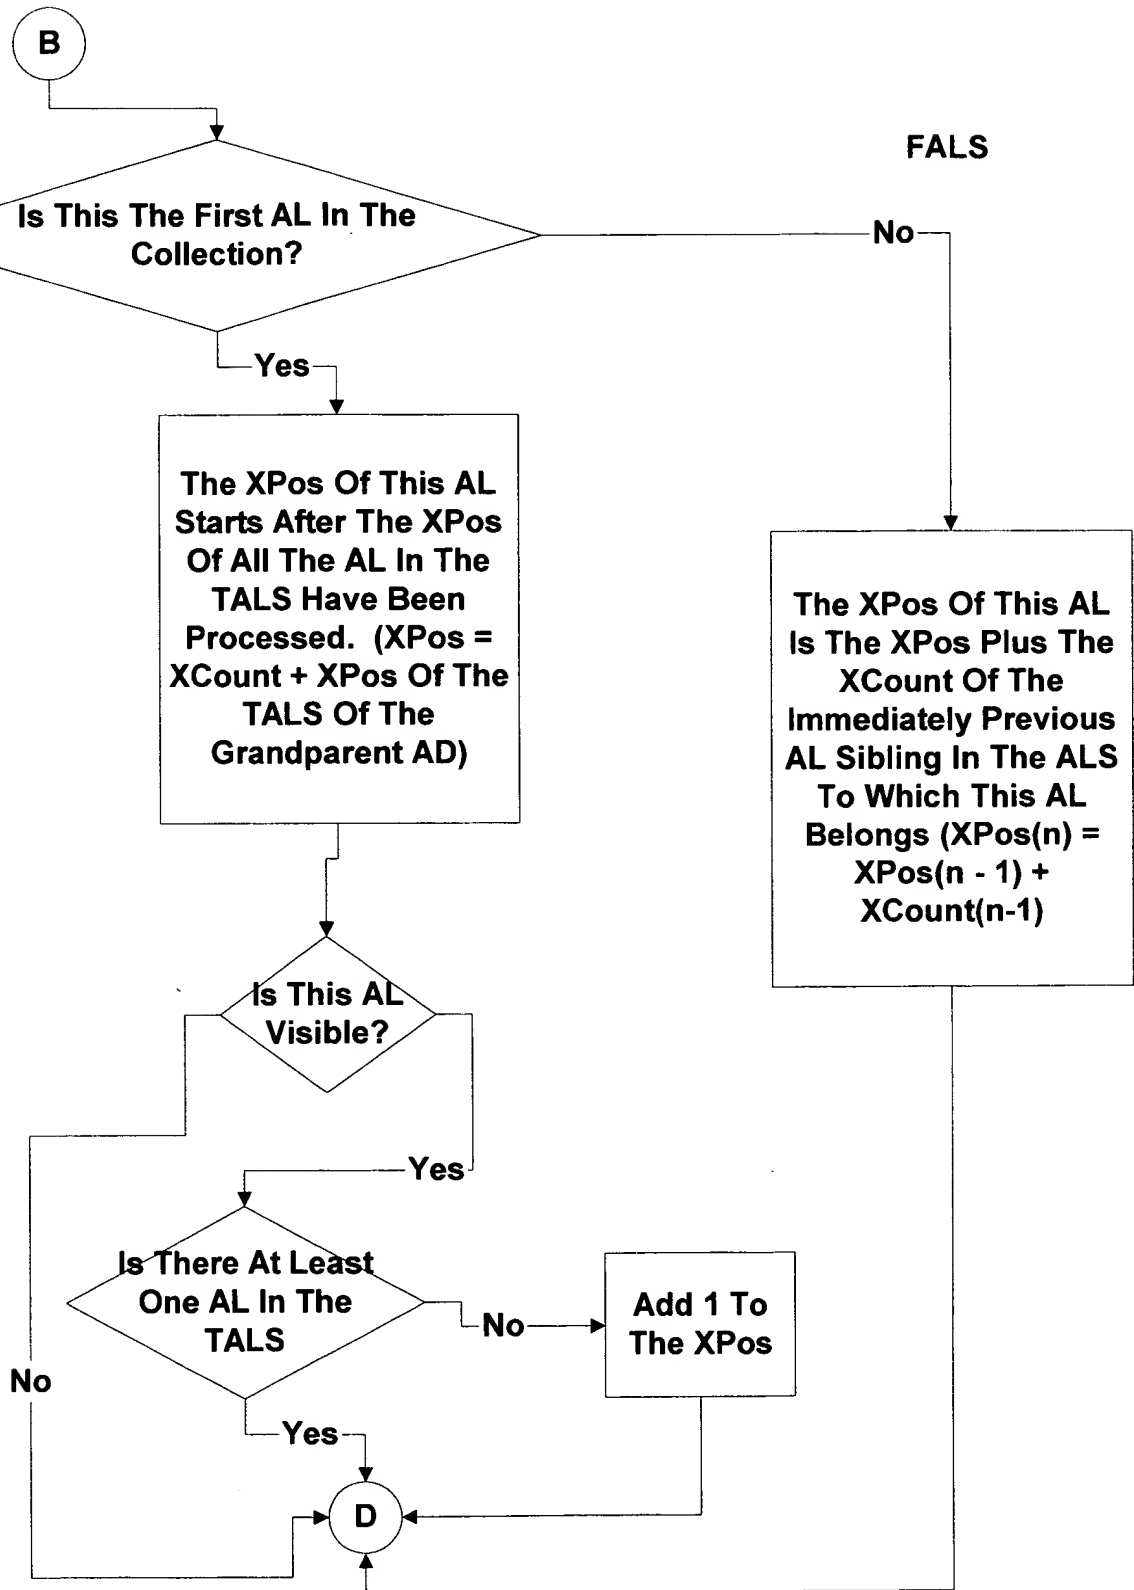 B
FALS
Is This The First AL In The
Collection?
No
Yes
The XPos Of This AL
Starts After The XPos
Of All The AL In The
TALS Have Been
Processed. (XPos =
XCount + XPos Of The
TALS Of The
Grandparent AD)
The XPos Of This AL
Is The XPos Plus The
XCount Of The
Immediately Previous
AL Sibling In The ALS
To Which This AL
Belongs (XPos(n) =
XPos(n - 1) +
XCount(n-1)
Is This AL
Visible?
Yes
Is There At Least
One AL In The
TALS
No
Add 1 To
The XPos
No
Yes
D